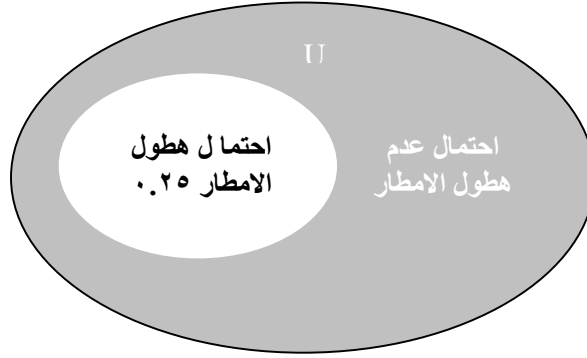 U
احتما ل هطول
الامطار ٠.٢٥
احتمال عدم
هطول الامطار